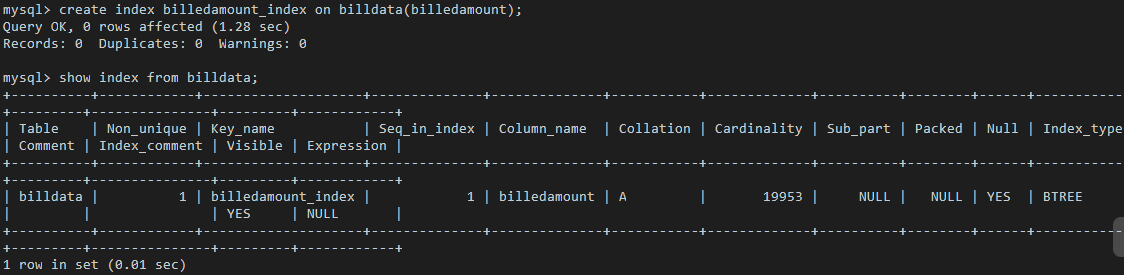 mysql> create index billedamount_index on billdata(billedamount);
Query OK, 0 rows affected (1.28 sec)
Records: 0  Duplicates: 0  Warnings: 0

mysql> show index from billdata;
+----------+------------+--------------------+--------------+--------------+-----------+-------------+----------+--------+------+------------
+---------+---------------+---------+------------+
| Table    | Non_unique | Key_name           | Seq_in_index | Column_name  | Collation | Cardinality | Sub_part | Packed | Null | Index_type
| Comment | Index_comment | Visible | Expression |
+----------+------------+--------------------+--------------+--------------+-----------+-------------+----------+--------+------+------------
+---------+---------------+---------+------------+
| billdata |          1 | billedamount_index |            1 | billedamount | A         |       19953 |     NULL |   NULL | YES  | BTREE
|         |               | YES     | NULL       |
+----------+------------+--------------------+--------------+--------------+-----------+-------------+----------+--------+------+------------
+---------+---------------+---------+------------+
1 row in set (0.01 sec)